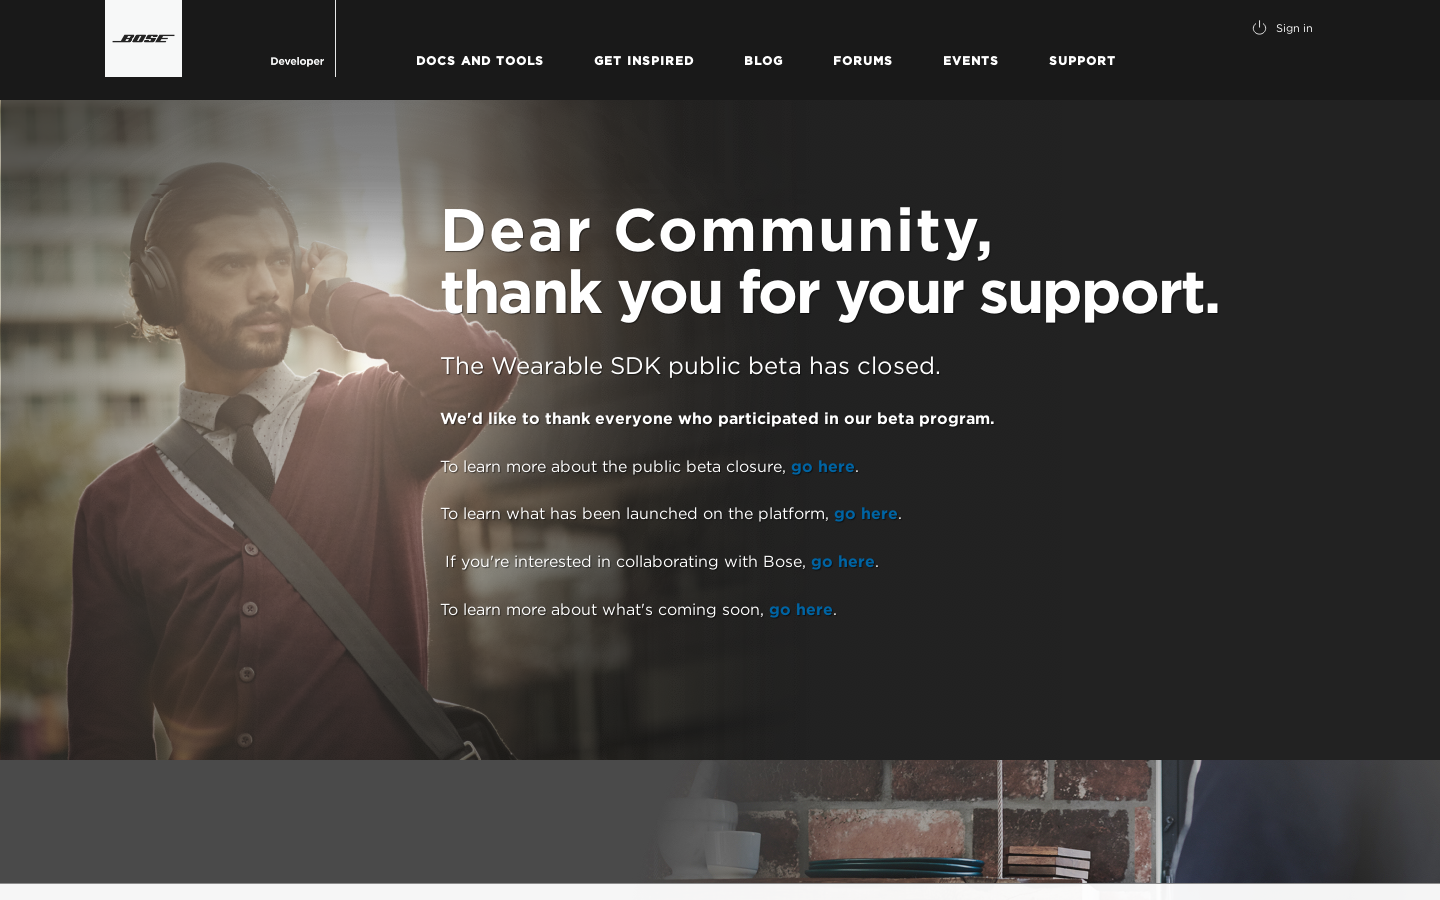 BOSE
Sign in
Developer
DOCS AND TOOLS GET INSPIRED BLOG FORUMS EVENTS SUPPORT
Dear Community,
thank you for your support.
The Wearable SDK public beta has closed.
We'd like to thank everyone who participated in our beta program.
To learn more about the public beta closure, go here.
To learn what has been launched on the platform, go here.
If you're interested in collaborating with Bose, go here.
To learn more about what's coming soon, go here.